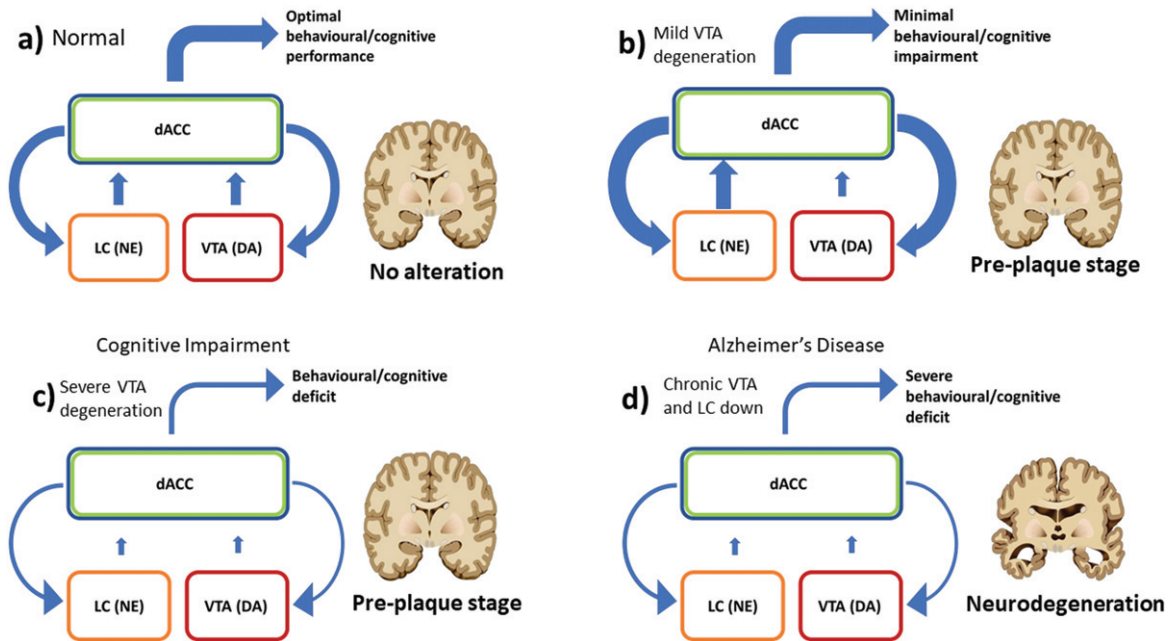 a) Normal
Optimal
behavioural/cognitive
performance
dACC
LC (NE)
VTA (DA)
No alteration
b) Mild VTA
degeneration
Minimal
behavioural/cognitive
impairment
dACC
LC (NE)
VTA (DA)
Pre-plaque stage
Cognitive Impairment
c) Severe VTA
degeneration
Behavioural/cognitive
deficit
dACC
LC (NE)
VTA (DA)
Pre-plaque stage
Alzheimer’s Disease
d) Chronic VTA
and LC down
Severe
behavioural/cognitive
deficit
dACC
LC (NE)
VTA (DA)
Neurodegeneration